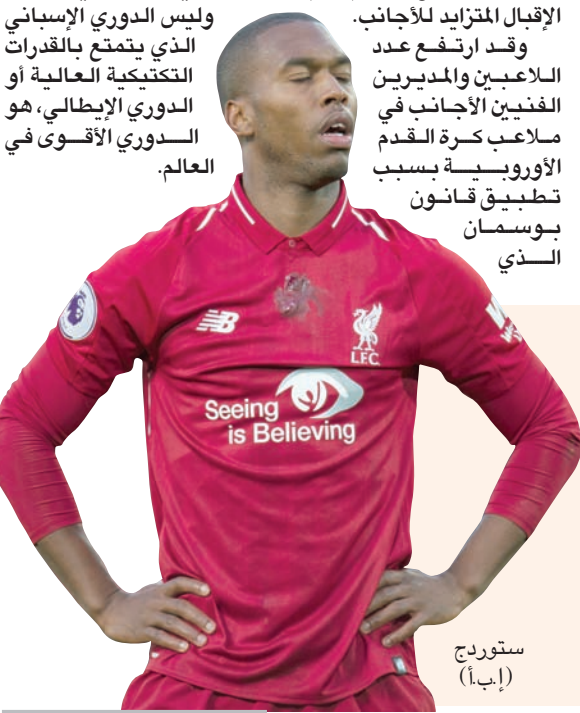 الإقبال المتزايد للأجانب.
وقد ارتفع عدد
اللاعبين والمديرين
الفنيين الأجانب في
ملاعب كرة القدم
الأوروبية بسبب
تطبيق قانون
بوسمان
الذي
وليس الدوري الإسباني
الذي يتمتع بالقدرات
التكتيكية العالية أو
الدوري الإيطالي، هو
الدوري الأقوى في
العالم.
NB
L.F.C.
Seeing
is Believing
ستوردج
(إ.ب.أ)